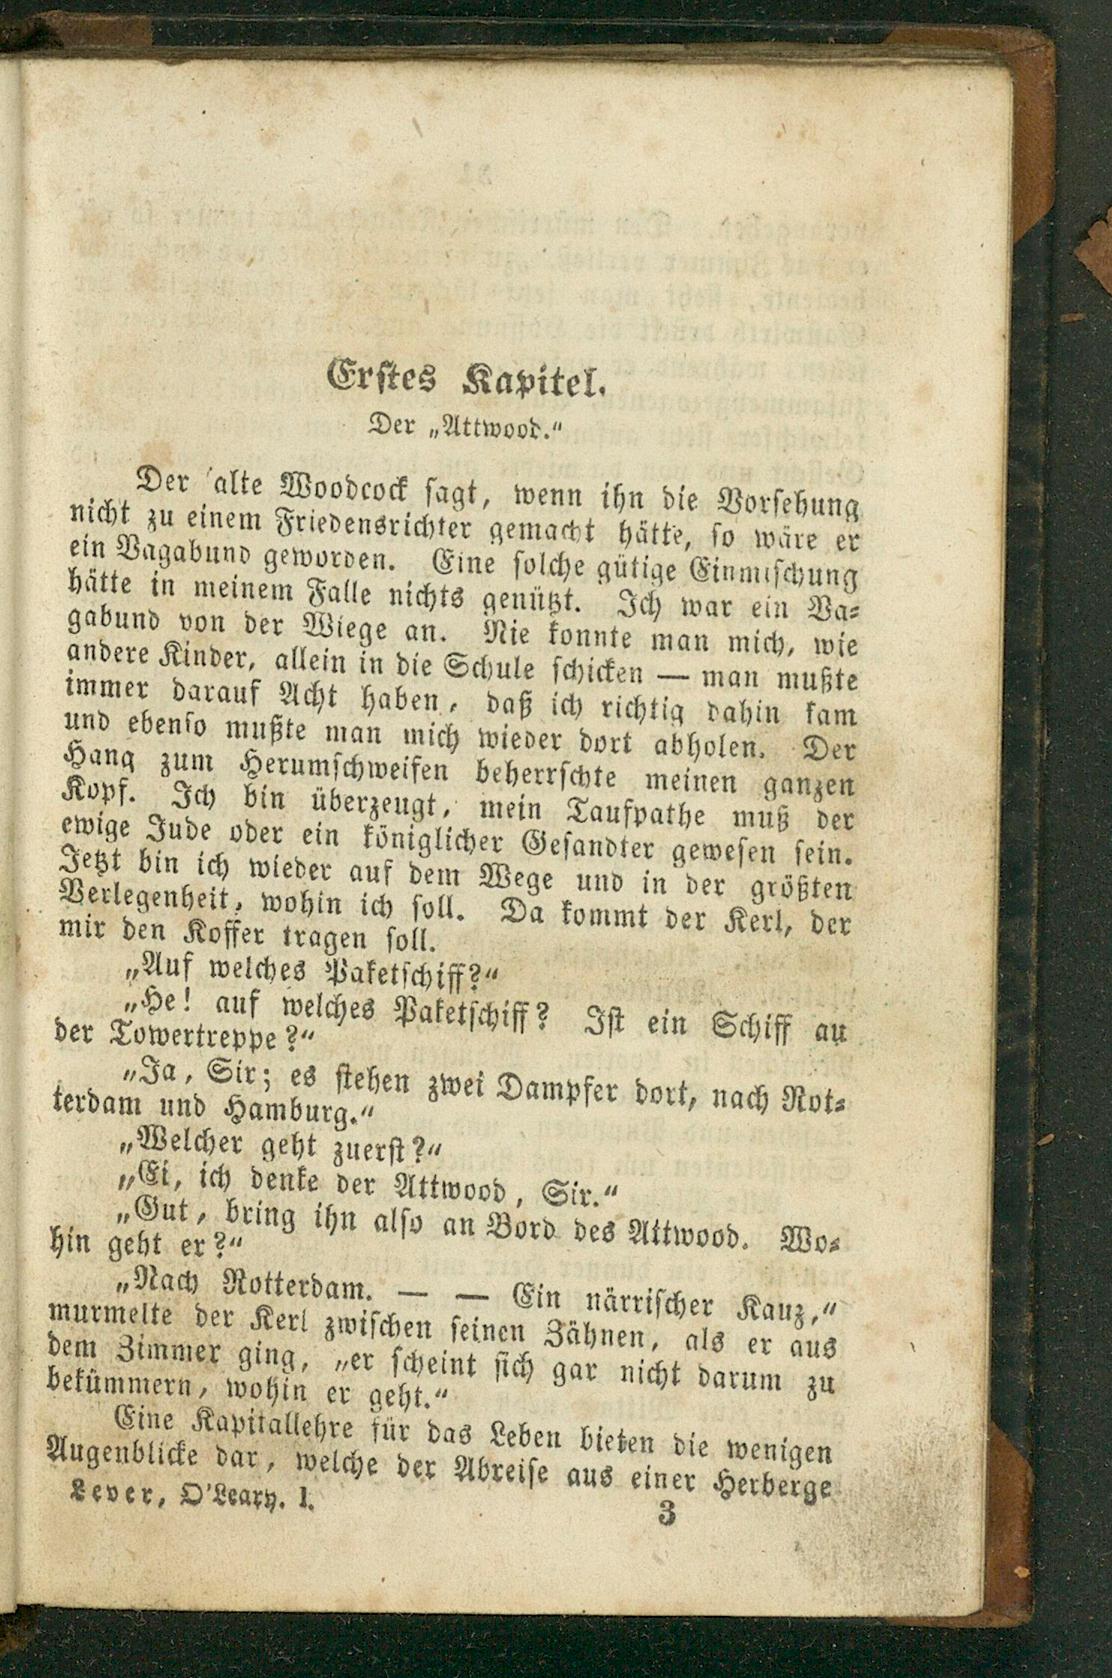 Erstes Kapitel.
Der „Attwood.“
Der alte Woodcock sagt, wenn ihn die Vorsehung
nicht zu einem Friedensrichter gemacht hätte, so wäre er
ein Vagabund geworden. Eine solche gütige Einmischung
hätte in meinem Falle nichts genützt. Ich war ein Va-
gabund von der Wiege an. Nie konnte man mich, wie
andere Kinder, allein in die Schule schicken — man mußte
immer darauf Acht haben, daß ich richtig dahin kam
und ebenso mußte man mich wieder dort abholen. Der
Hang zum Herumschweifen beherrschte meinen ganzen
Kopf. Ich bin überzeugt, mein Taufpathe muß der
ewige Jude oder ein königlicher Gesandter gewesen sein.
Jetzt bin ich wieder auf dem Wege und in der größten
Verlegenheit, wohin ich soll. Da kommt der Kerl, der
mir den Koffer tragen soll.
„Auf welches Paketschiff?“
„He! auf welches Paketschiff? Ist ein Schiff an
der Towertreppe?“
„Ja, Sir; es stehen zwei Dampfer dort, nach Rot-
terdam und Hamburg.“
„Welcher geht zuerst?“
„Ei, ich denke der Attwood, Sir.“
„Gut, bring ihn also an Bord des Attwood. Wo-
hin geht er?“
„Nach Rotterdam. — — Ein närrischer Kauz,“
murmelte der Kerl zwischen seinen Zähnen, als er aus
dem Zimmer ging, „er scheint sich gar nicht darum zu
bekümmern, wohin er geht.“
Eine Kapitallehre für das Leben bieten die wenigen
Augenblicke dar, welche der Abreise aus einer Herberge
Lever, O'Leary. I. 3